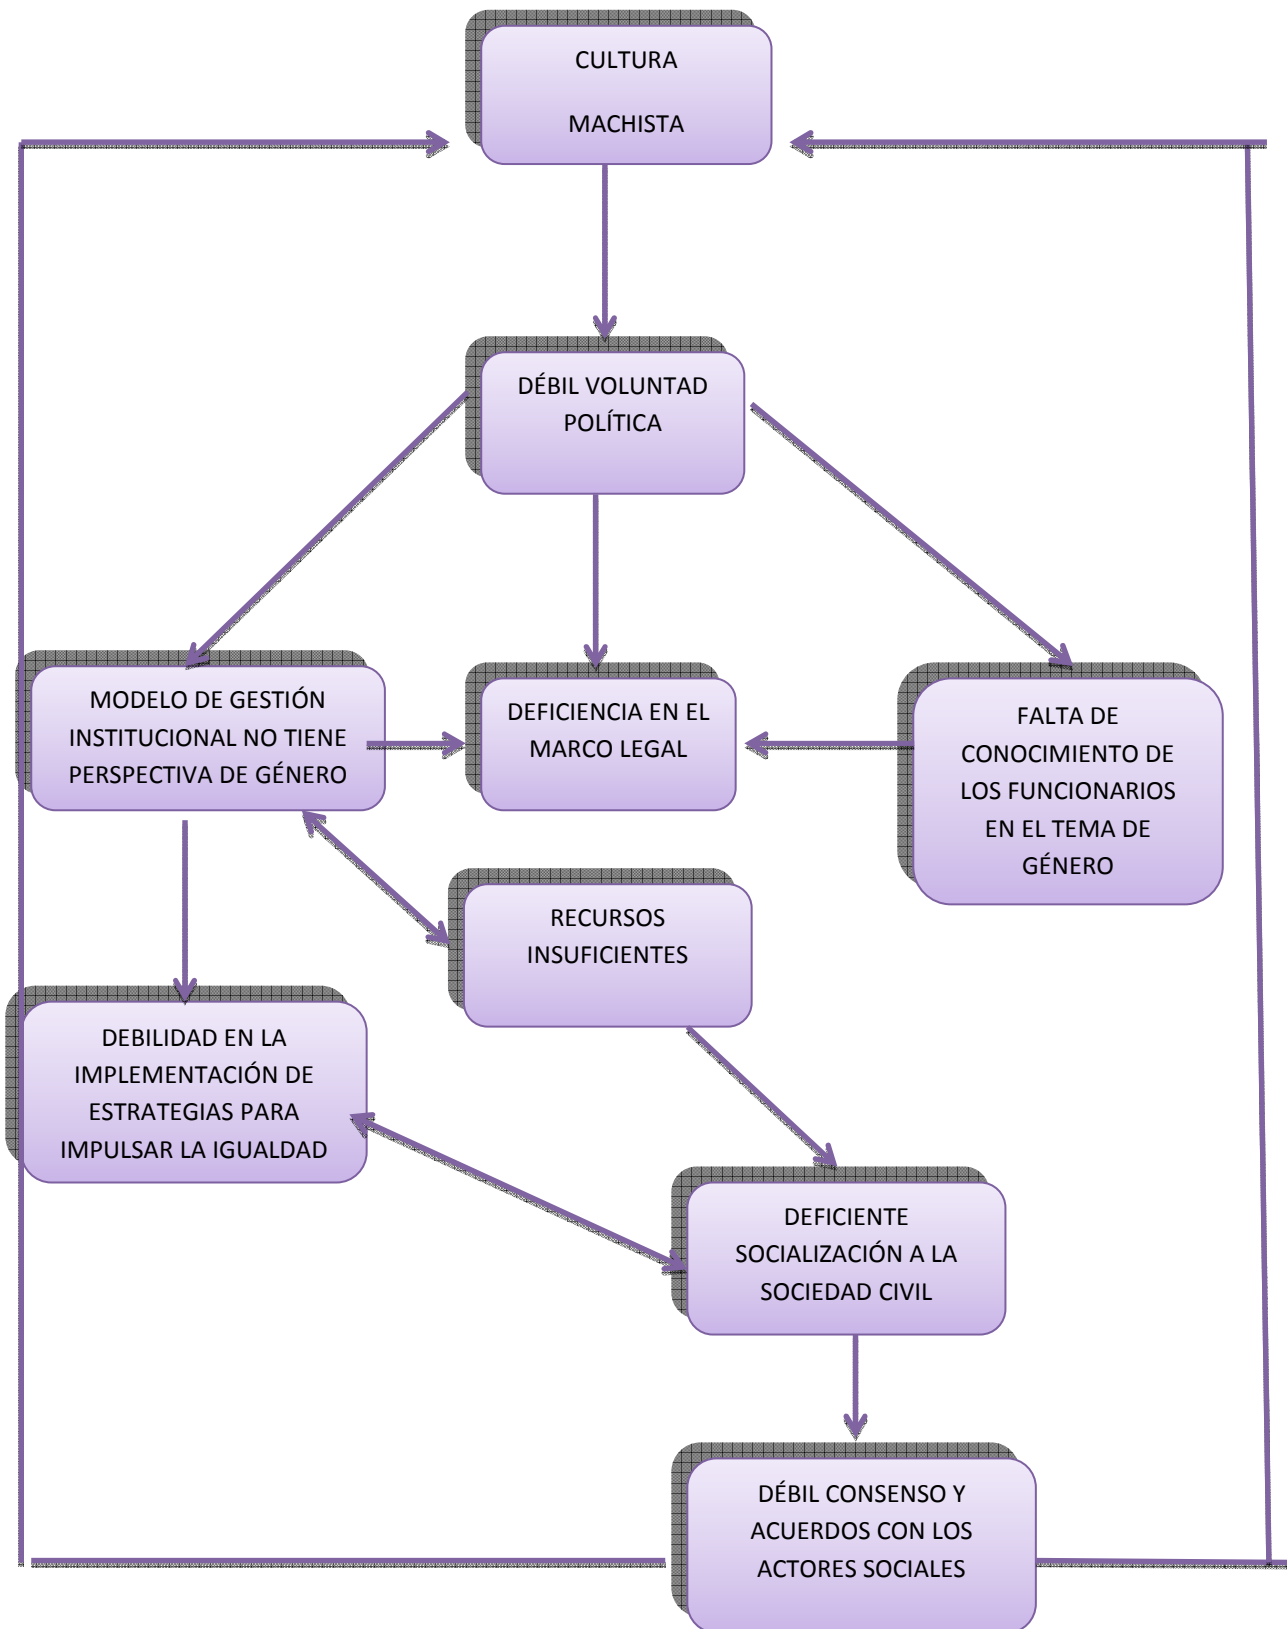 CULTURA
MACHISTA
DÉBIL VOLUNTAD
POLÍTICA
MODELO DE GESTIÓN
INSTITUCIONAL NO TIENE
PERSPECTIVA DE GÉNERO
DEFICIENCIA EN EL
MARCO LEGAL
FALTA DE
CONOCIMIENTO DE
LOS FUNCIONARIOS
EN EL TEMA DE
GÉNERO
RECURSOS
INSUFICIENTES
DEBILIDAD EN LA
IMPLEMENTACIÓN DE
ESTRATEGIAS PARA
IMPULSAR LA IGUALDAD
DEFICIENTE
SOCIALIZACIÓN A LA
SOCIEDAD CIVIL
DÉBIL CONSENSO Y
ACUERDOS CON LOS
ACTORES SOCIALES